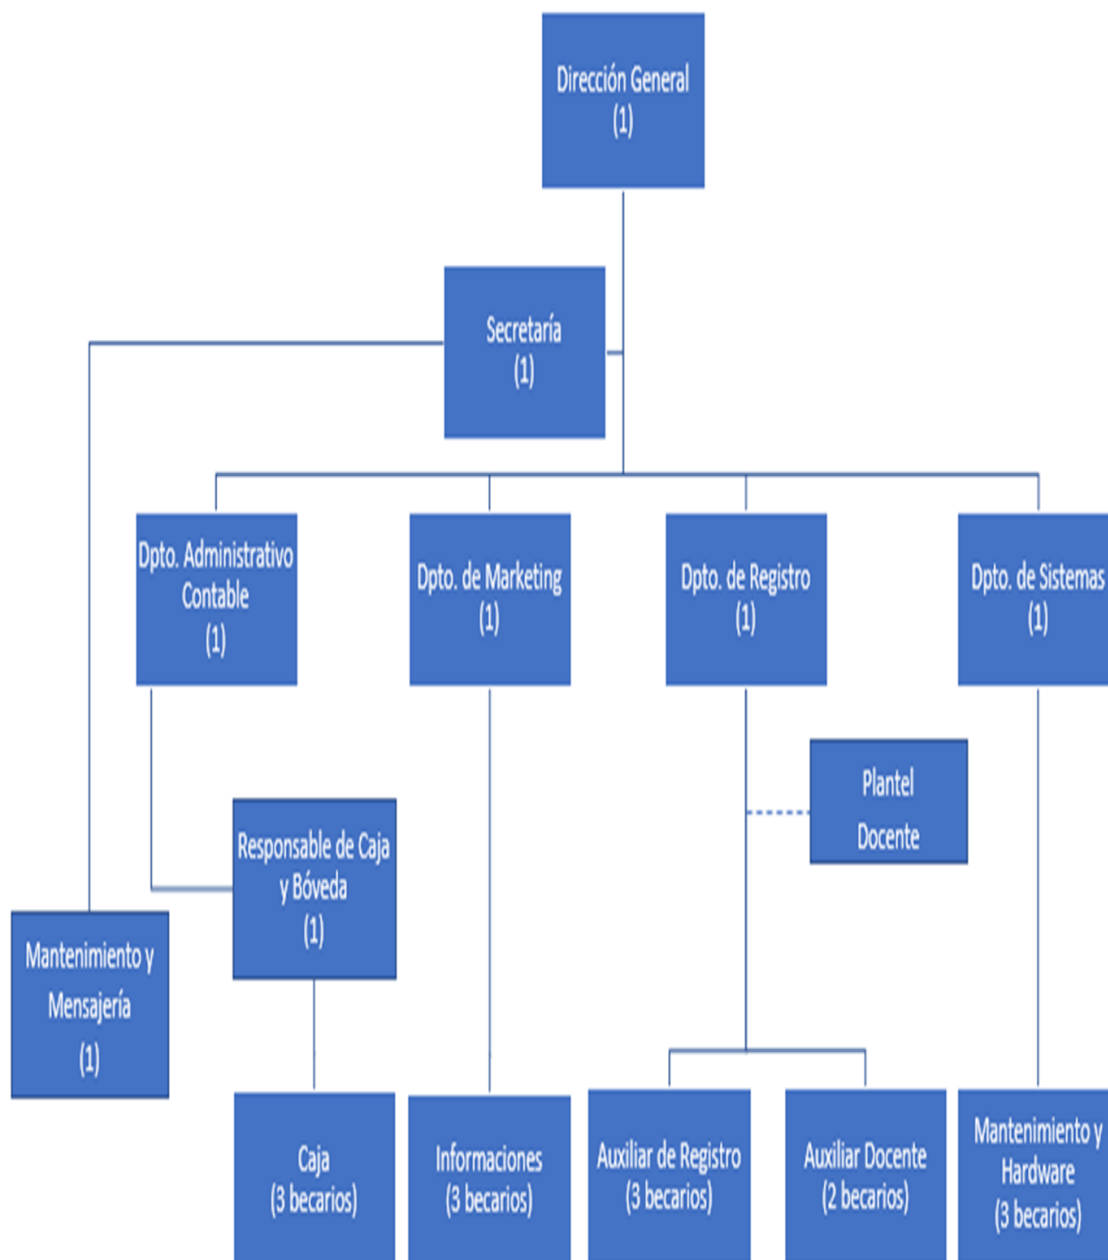 Dirección General
(1)
Secretaría
(1)
Dpto. Administrativo
Contable
(1)
Dpto. de Marketing
(1)
Dpto. de Registro
(1)
Dpto. de Sistemas
(1)
Plantel
Docente
Responsable de Caja
y Bóveda
(1)
Mantenimiento y
Mensajería
(1)
Caja
(3 becarios)
Informaciones
(3 becarios)
Auxiliar de Registro
(3 becarios)
Auxiliar Docente
(2 becarios)
Mantenimiento y
Hardware
(3 becarios)